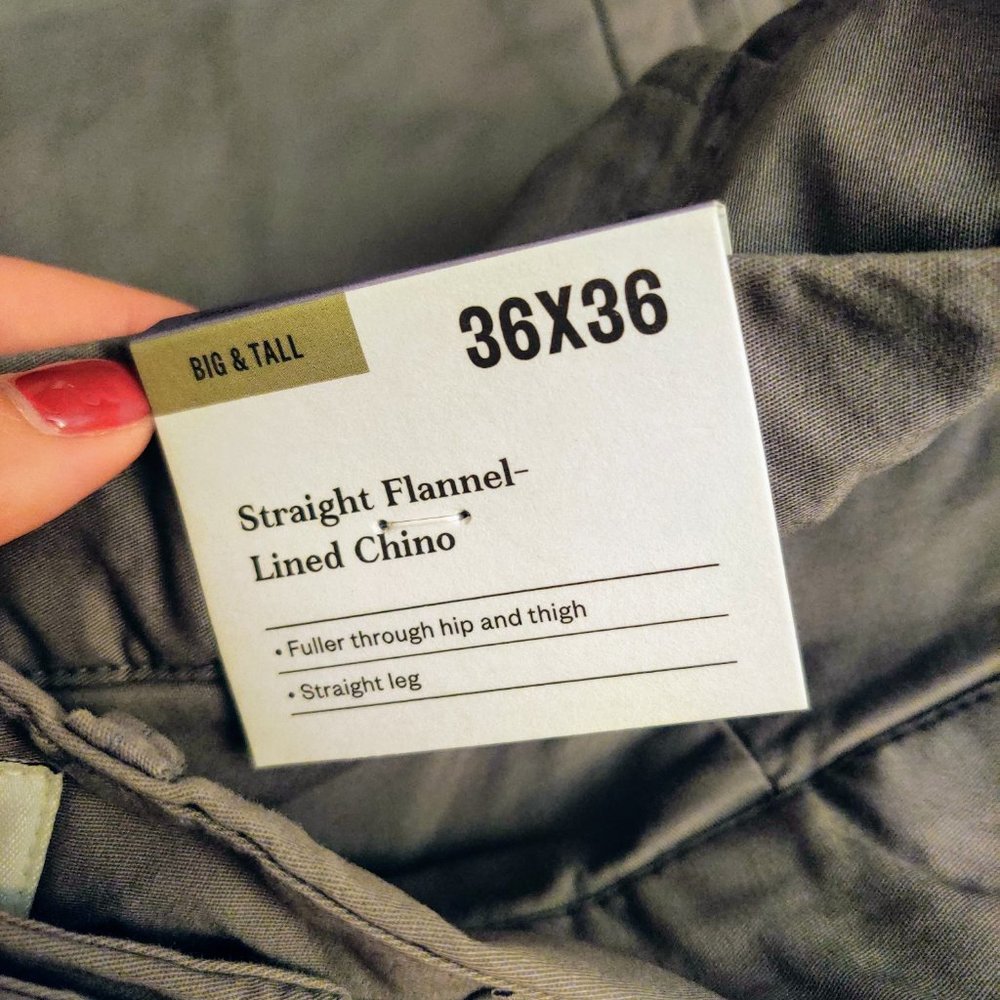 BIG & TALL
36X36
Straight Flannel-
Lined Chino
• Fuller through hip and thigh
• Straight leg